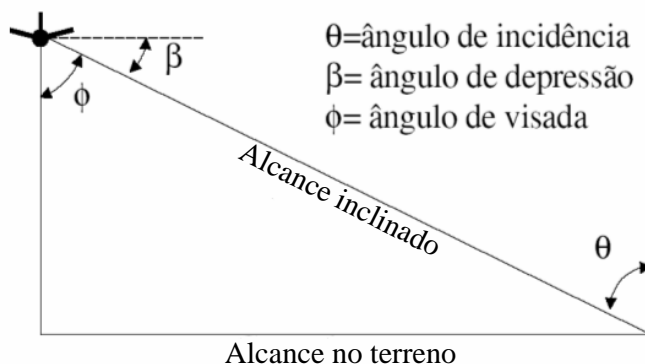 θ=ângulo de incidência
β= ângulo de depressão
ϕ= ângulo de visada
β
ϕ
Alcance inclinado
θ
Alcance no terreno